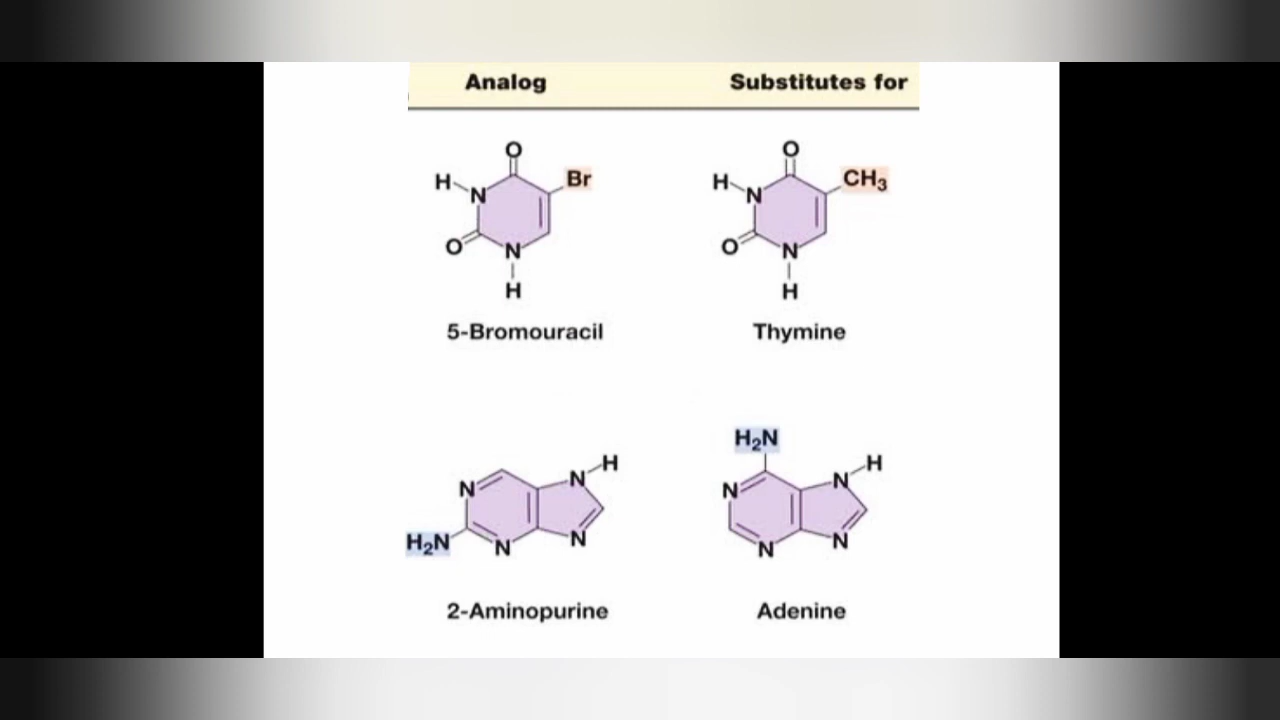 Analog Substitutes for
O O
H N Br H N CH₃
O N O N
H H
5-Bromouracil Thymine
H₂N
N N H N N H
H₂N N N N N
2-Aminopurine Adenine